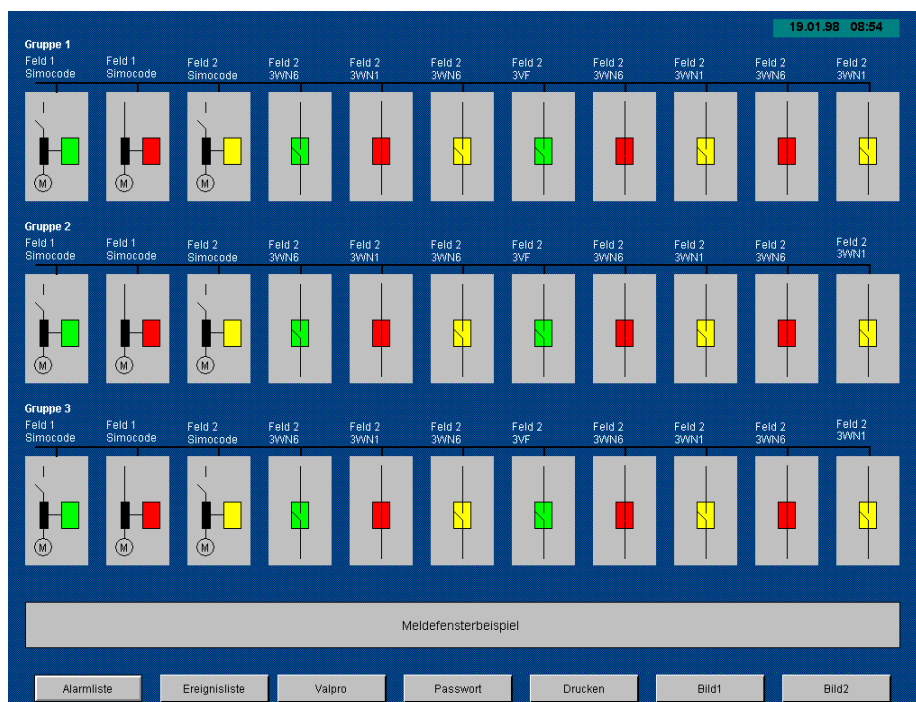 19.01.98 08:54
Gruppe 1
Feld 1 Feld 1 Feld 2 Feld 2 Feld 2 Feld 2 Feld 2 Feld 2 Feld 2 Feld 2 Feld 2
Simocode Simocode Simocode 3WN6 3WN1 3WN6 3VF 3WN6 3WN1 3WN6 3WN1
M M M
Gruppe 2
Feld 1 Feld 1 Feld 2 Feld 2 Feld 2 Feld 2 Feld 2 Feld 2 Feld 2 Feld 2 Feld 2
Simocode Simocode Simocode 3WN6 3WN1 3WN6 3VF 3WN6 3WN1 3WN6 3WN1
M M M
Gruppe 3
Feld 1 Feld 1 Feld 2 Feld 2 Feld 2 Feld 2 Feld 2 Feld 2 Feld 2 Feld 2 Feld 2
Simocode Simocode Simocode 3WN6 3WN1 3WN6 3VF 3WN6 3WN1 3WN6 3WN1
M M M
Meldefensterbeispiel
Alarmliste Ereignisliste Valpro Passwort Drucken Bild1 Bild2